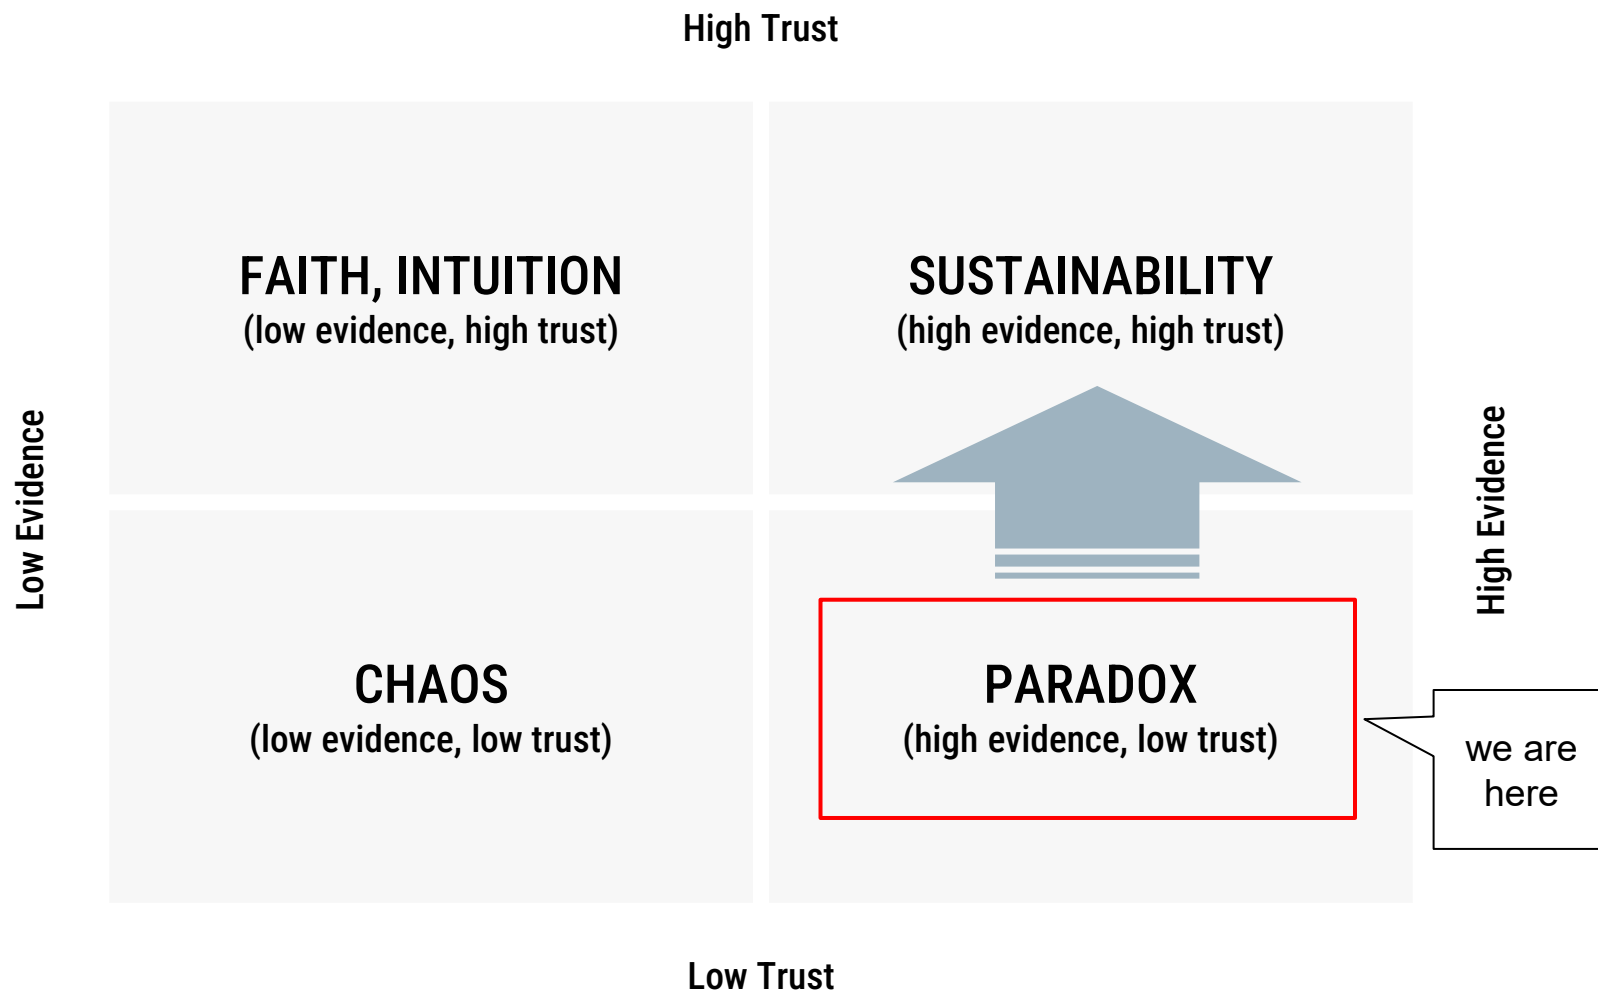 High Trust
FAITH, INTUITION
(low evidence, high trust)
SUSTAINABILITY
(high evidence, high trust)
Low Evidence
High Evidence
CHAOS
(low evidence, low trust)
PARADOX
(high evidence, low trust)
we are
here
Low Trust